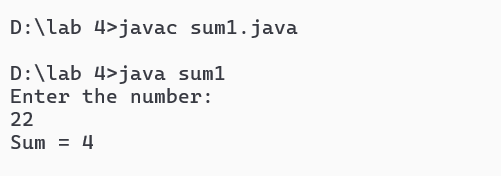 D:\lab 4>javac sum1.java
D:\lab 4>java sum1
Enter the number:
22
Sum = 4